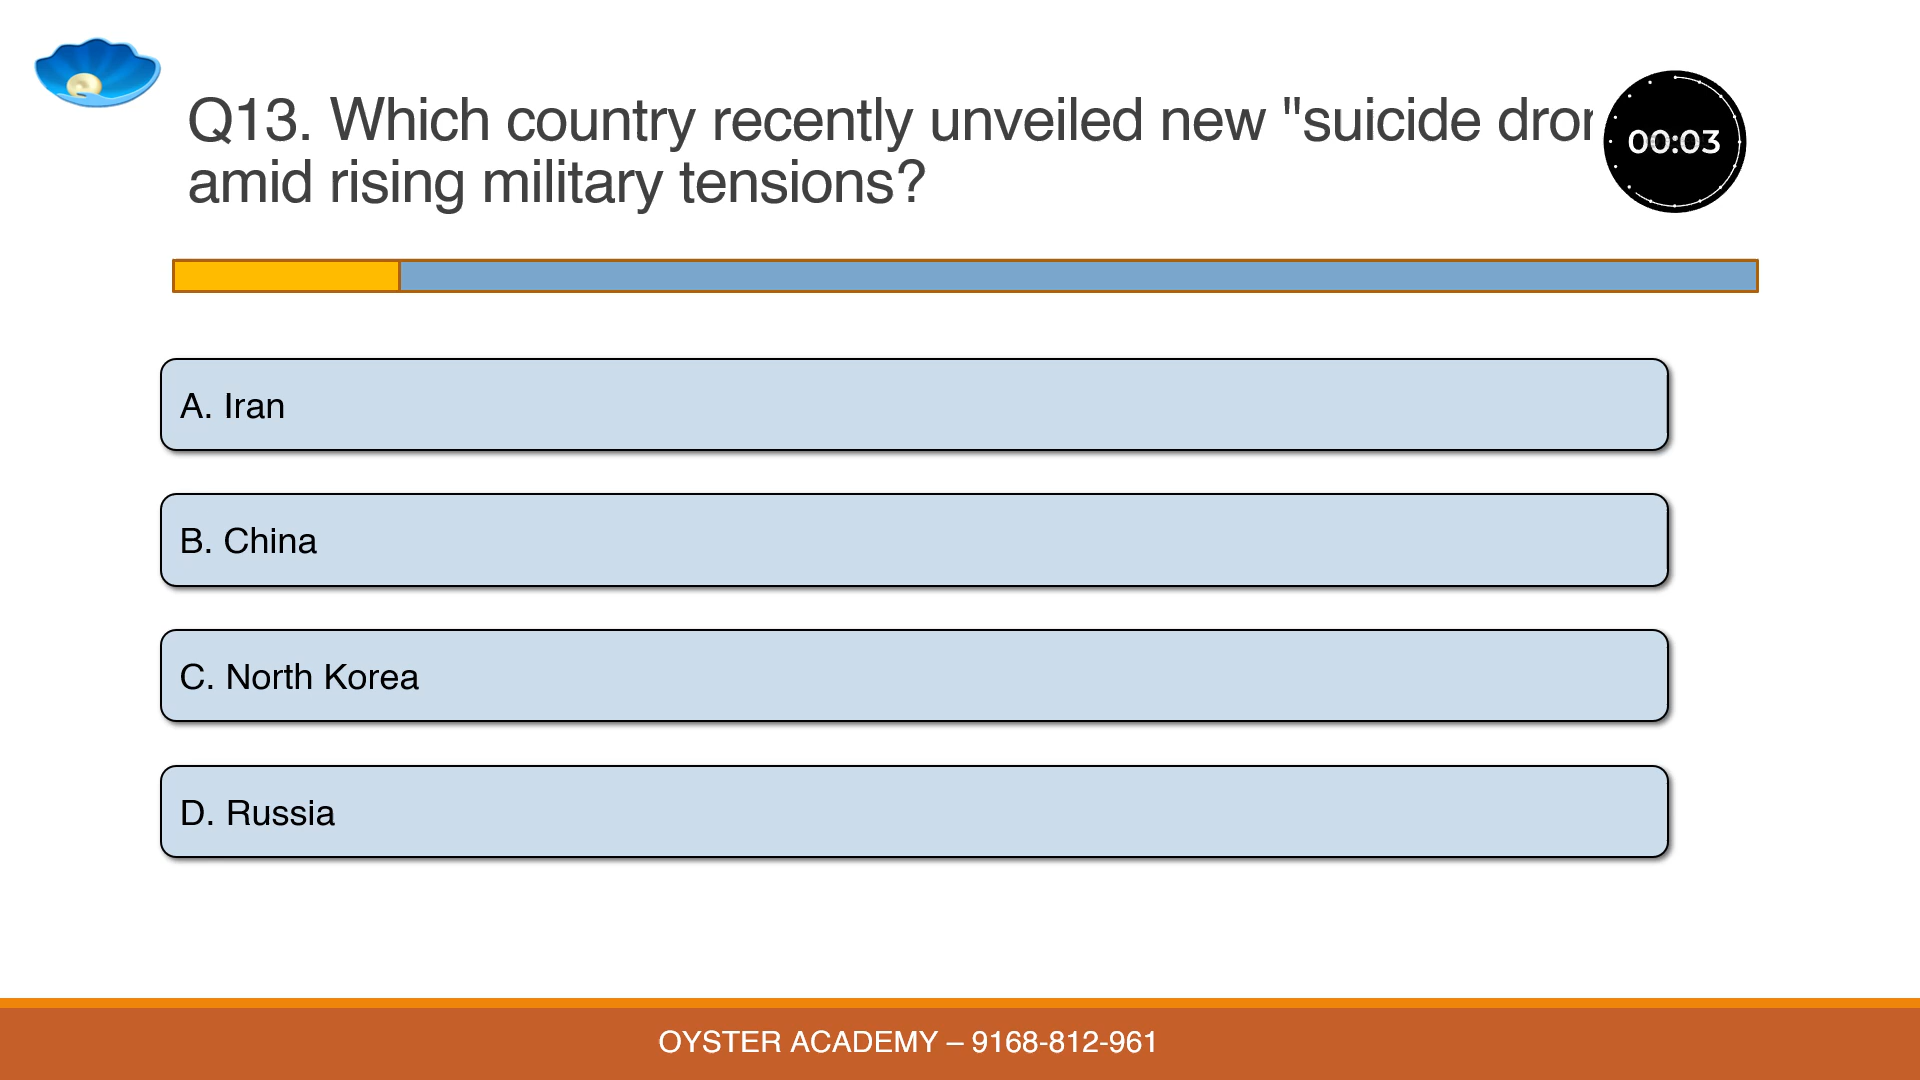 Q13. Which country recently unveiled new "suicide
amid rising military tensions?
00:03
A. Iran
B. China
C. North Korea
D. Russia
OYSTER ACADEMY – 9168-812-961